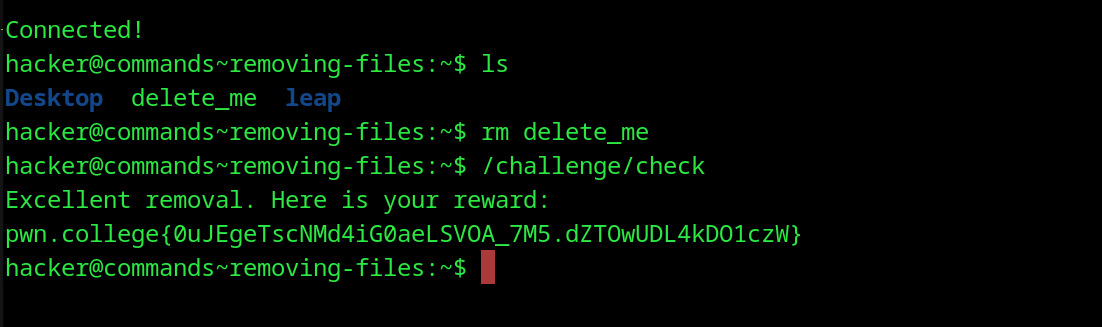 Connected!
hacker@commands~removing-files:~$ ls
Desktop  delete_me  leap
hacker@commands~removing-files:~$ rm delete_me
hacker@commands~removing-files:~$ /challenge/check
Excellent removal. Here is your reward:
pwn.college{0uJEgeTscNMd4iG0aeLSVOA_7M5.dZTOwUDL4kDO1czW}
hacker@commands~removing-files:~$